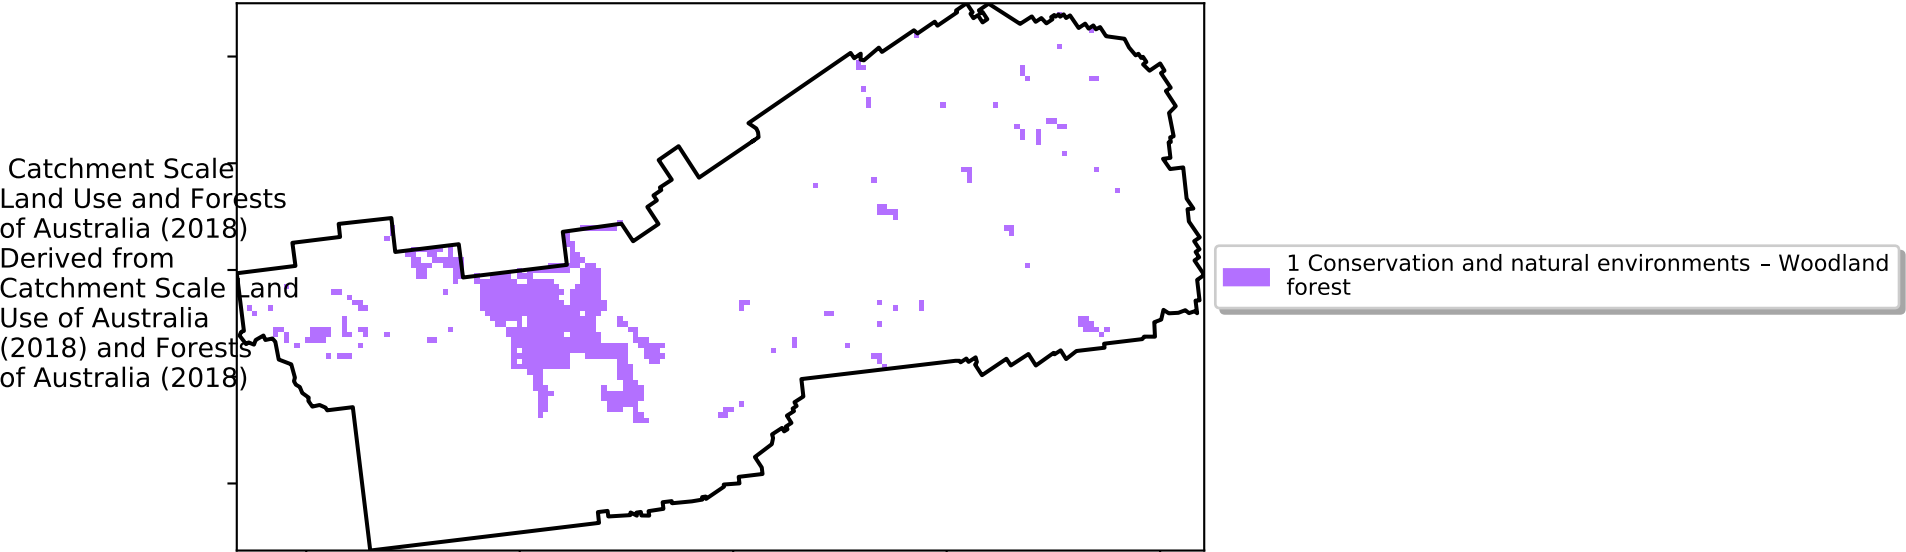 Catchment Scale
Land Use and Forests
of Australia (2018)
Derived from
Catchment Scale Land
Use of Australia
(2018) and Forests
of Australia (2018)
1 Conservation and natural environments – Woodland
forest